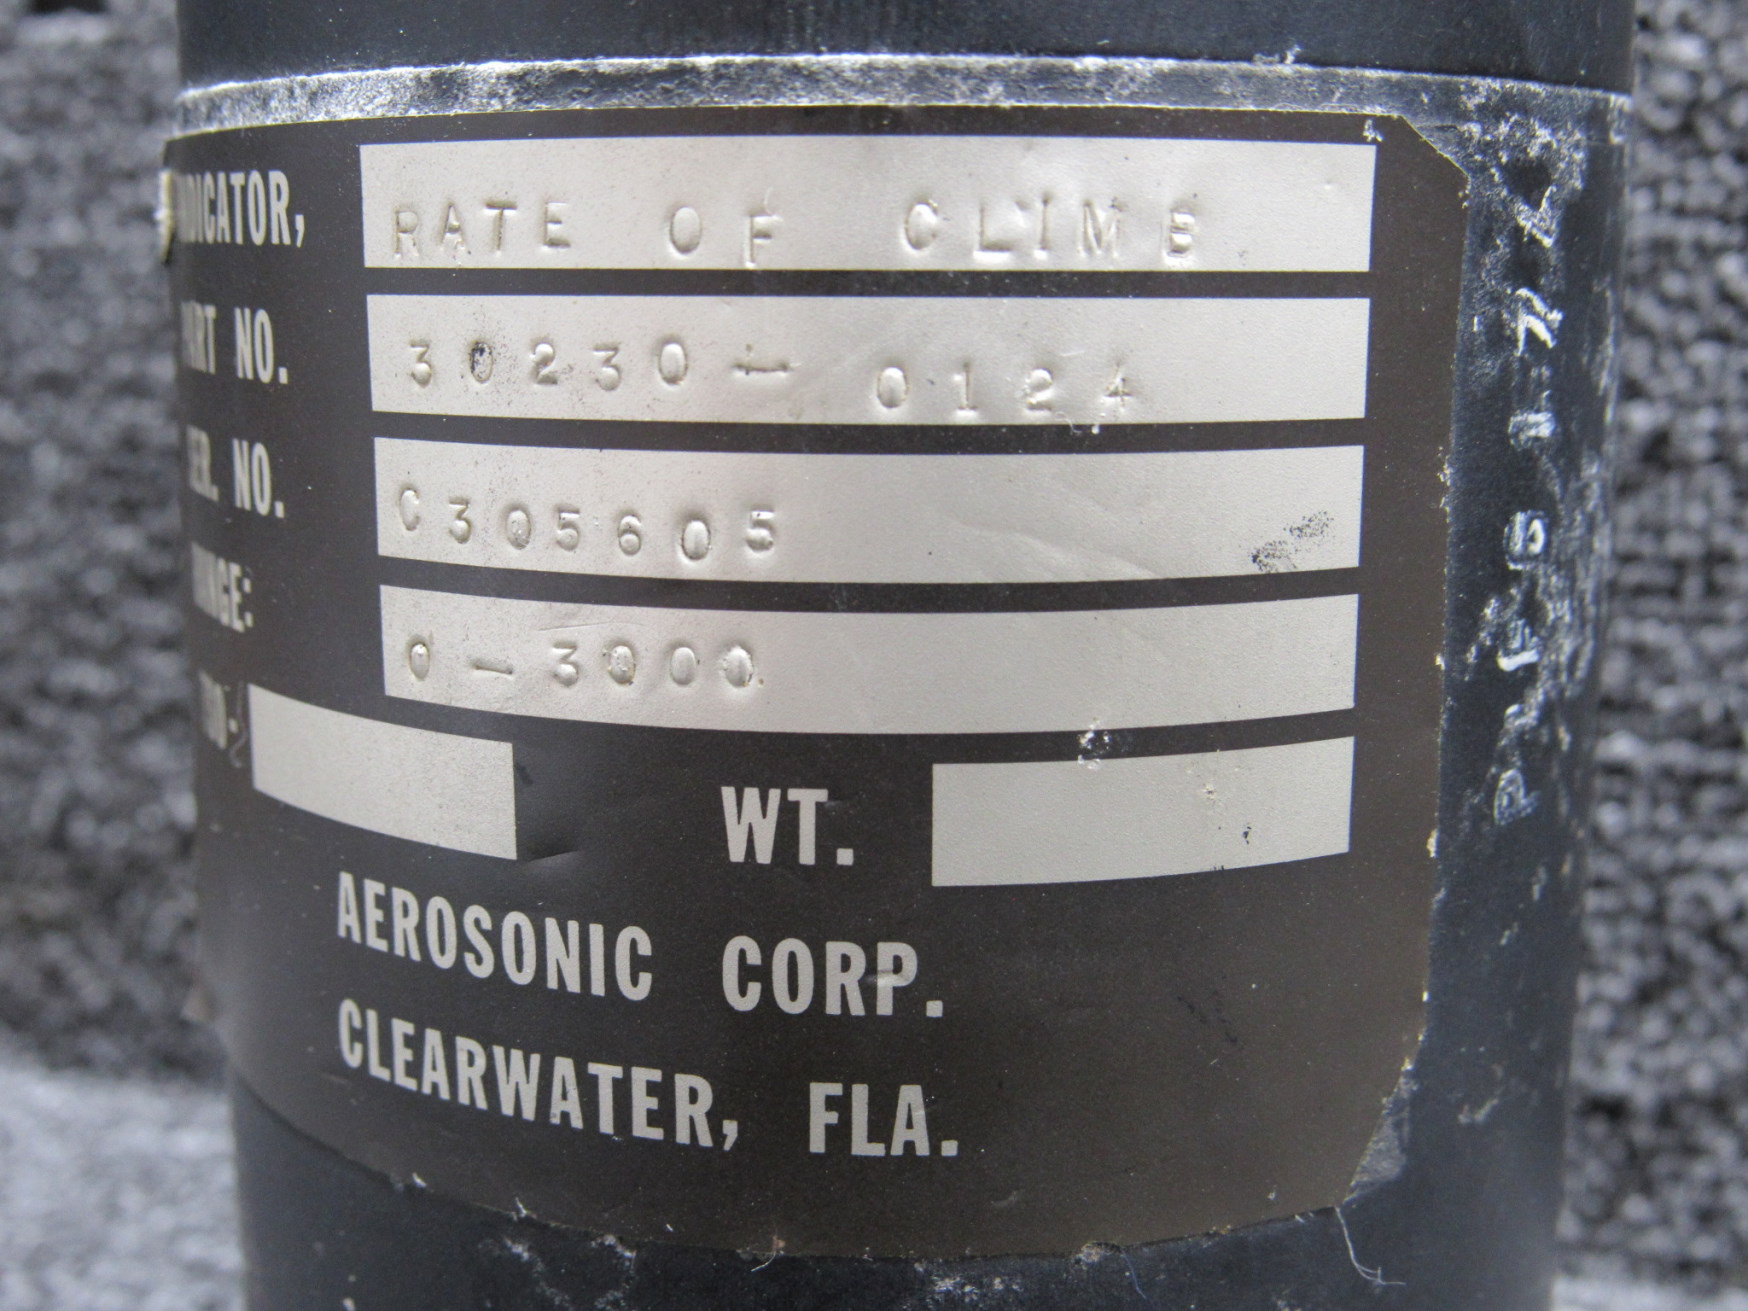 INDICATOR, RATE OF CLIMB
PART NO. 30230-0124
SER. NO. C305605
RANGE: 0-3000
WT.
AEROSONIC CORP.
CLEARWATER, FLA.